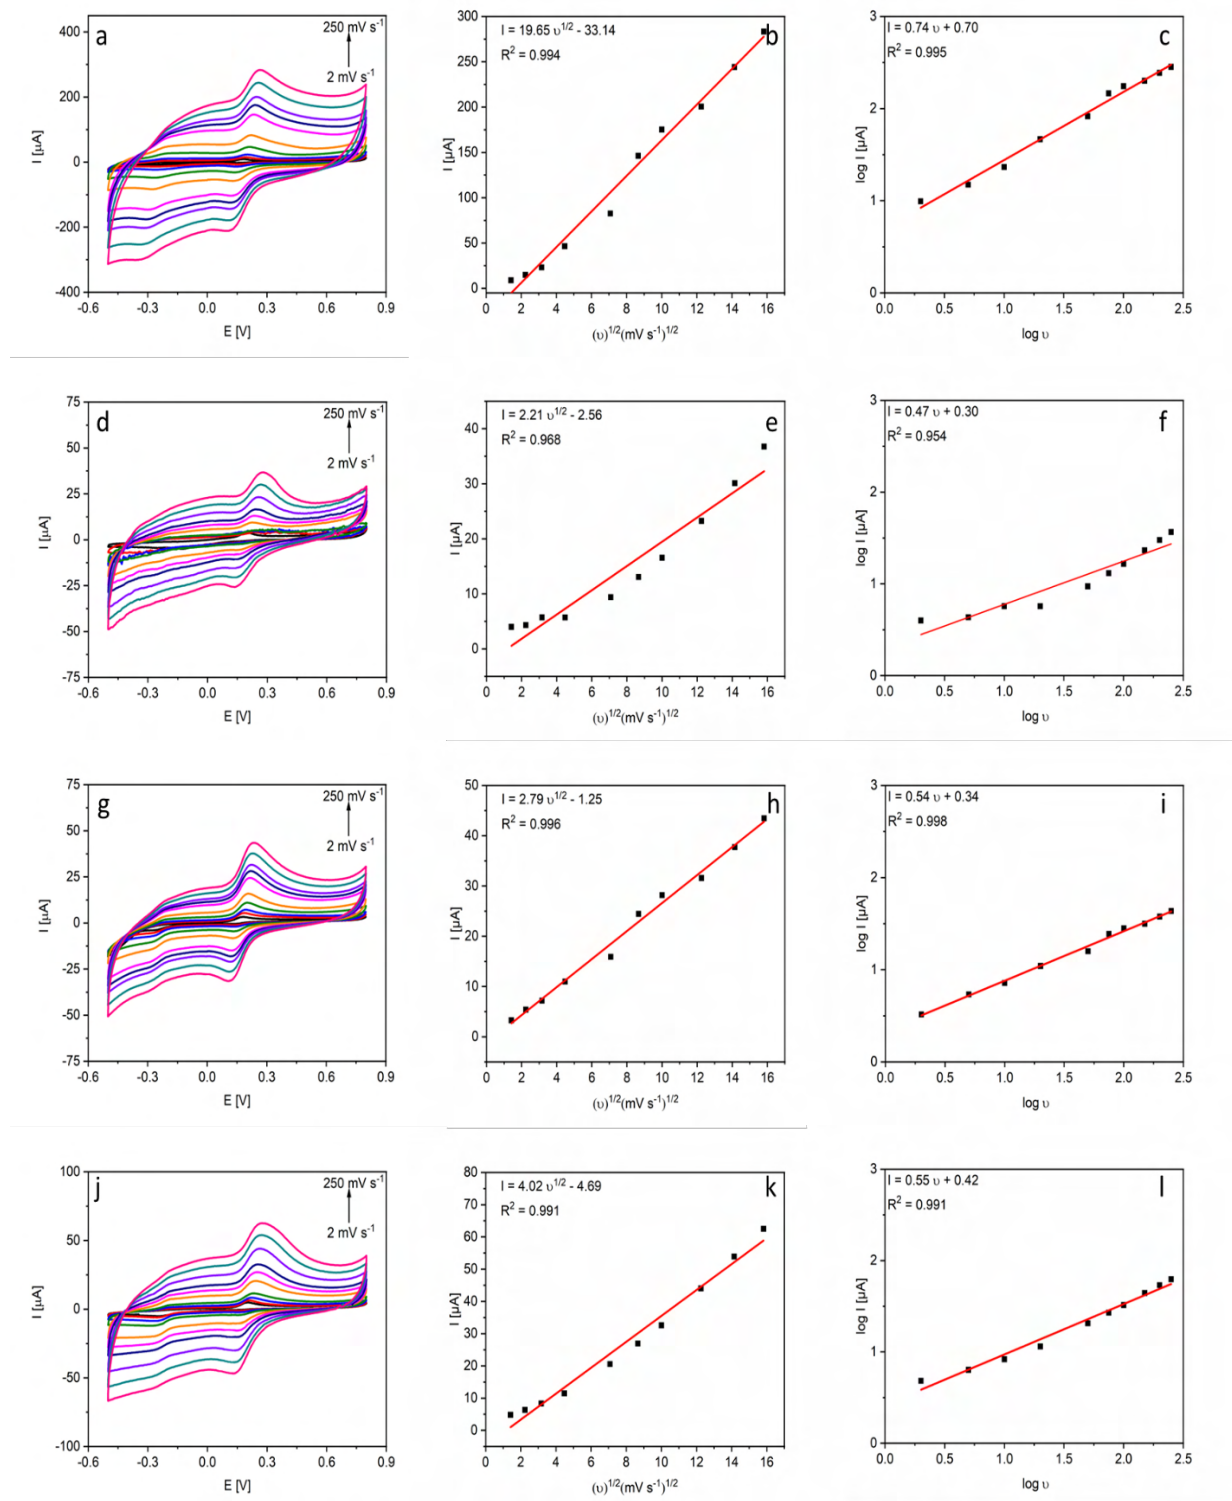 a
250 mV s⁻¹
2 mV s⁻¹
400
200
0
-200
-400
I [µA]
-0.6 -0.3 0.0 0.3 0.6 0.9
E [V]
b
I = 19.65 υ^1/2 - 33.14
R² = 0.994
300
250
200
150
100
50
0
I [µA]
0 2 4 6 8 10 12 14 16
(υ)^1/2(mV s⁻¹)^1/2
c
I = 0.74 υ + 0.70
R² = 0.995
3
2
1
0
log I [µA]
0.0 0.5 1.0 1.5 2.0 2.5
log υ
d
250 mV s⁻¹
2 mV s⁻¹
75
50
25
0
-25
-50
-75
I [µA]
-0.6 -0.3 0.0 0.3 0.6 0.9
E [V]
e
I = 2.21 υ^1/2 - 2.56
R² = 0.968
40
30
20
10
0
I [µA]
0 2 4 6 8 10 12 14 16
(υ)^1/2(mV s⁻¹)^1/2
f
I = 0.47 υ + 0.30
R² = 0.954
3
2
1
0
log I [µA]
0.0 0.5 1.0 1.5 2.0 2.5
log υ
g
250 mV s⁻¹
2 mV s⁻¹
75
50
25
0
-25
-50
-75
I [µA]
-0.6 -0.3 0.0 0.3 0.6 0.9
E [V]
h
I = 2.79 υ^1/2 - 1.25
R² = 0.996
50
40
30
20
10
0
I [µA]
0 2 4 6 8 10 12 14 16
(υ)^1/2(mV s⁻¹)^1/2
i
I = 0.54 υ + 0.34
R² = 0.998
3
2
1
0
log I [µA]
0.0 0.5 1.0 1.5 2.0 2.5
log υ
j
250 mV s⁻¹
2 mV s⁻¹
100
50
0
-50
-100
I [µA]
-0.6 -0.3 0.0 0.3 0.6 0.9
E [V]
k
I = 4.02 υ^1/2 - 4.69
R² = 0.991
80
70
60
50
40
30
20
10
0
I [µA]
0 2 4 6 8 10 12 14 16
(υ)^1/2(mV s⁻¹)^1/2
l
I = 0.55 υ + 0.42
R² = 0.991
3
2
1
0
log I [µA]
0.0 0.5 1.0 1.5 2.0 2.5
log υ